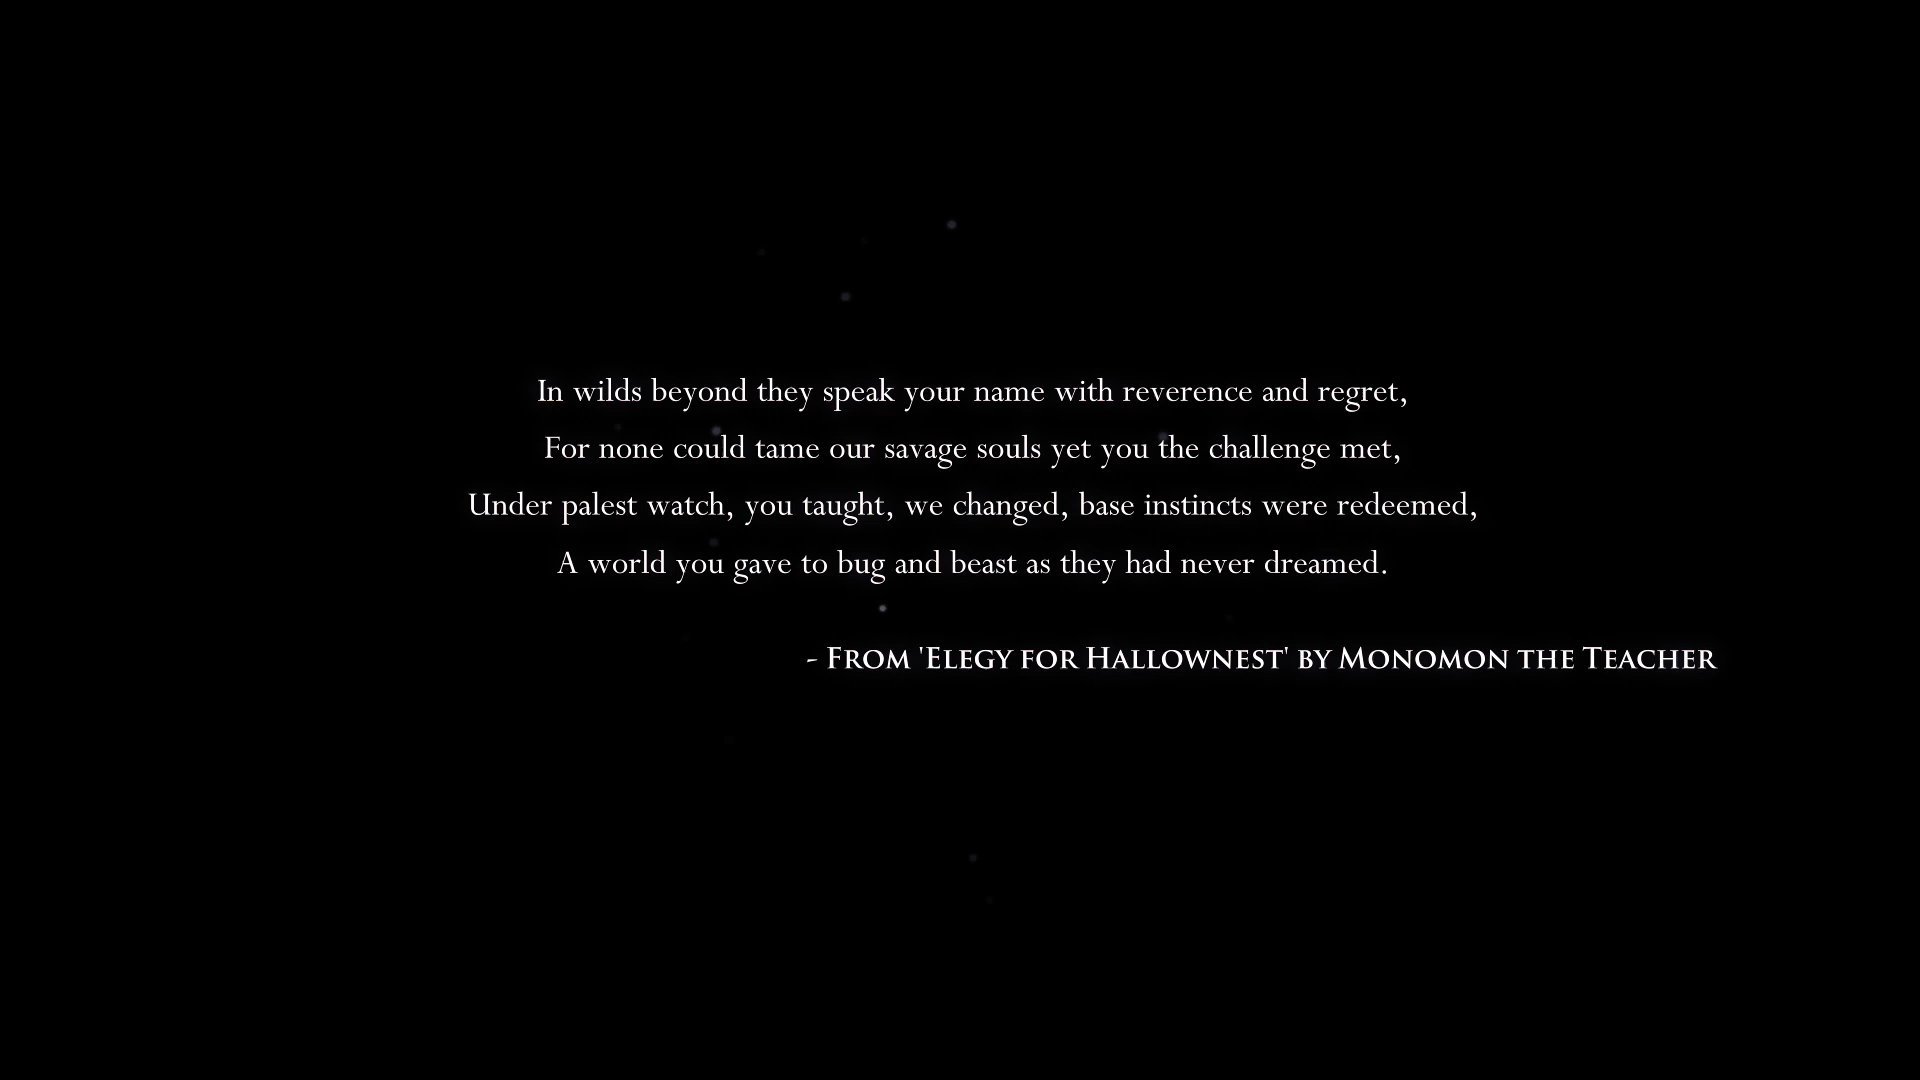 In wilds beyond they speak your name with reverence and regret,
For none could tame our savage souls yet you the challenge met,
Under palest watch, you taught, we changed, base instincts were redeemed,
A world you gave to bug and beast as they had never dreamed.
- From 'Elegy for Hallownest' by Monomon the Teacher